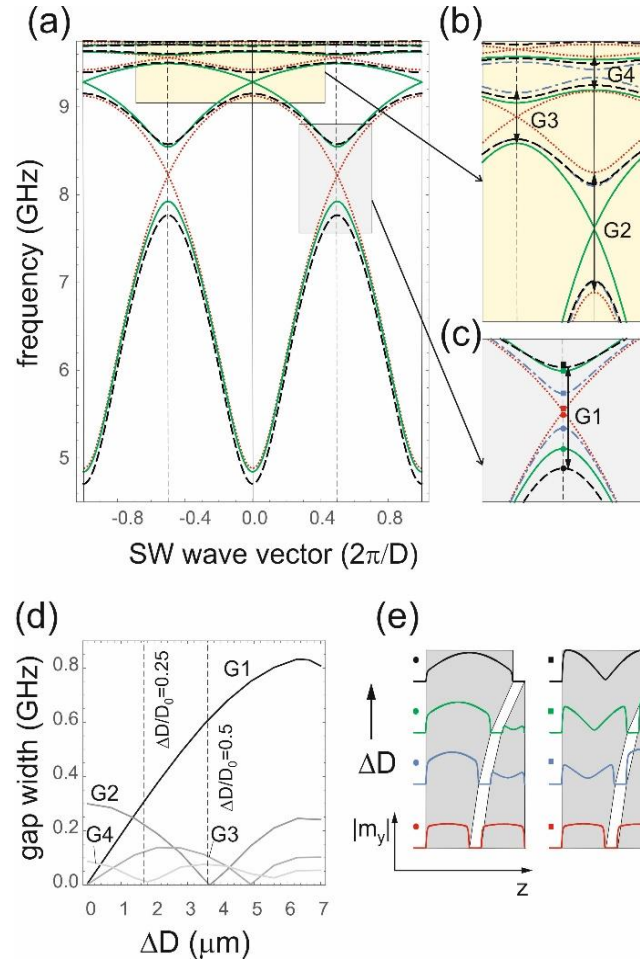 (a)
(b)
G4
G3
G2
(c)
G1
frequency (GHz)
9
8
7
6
5
-0.8 -0.4 0.0 0.4 0.8
SW wave vector (2π/D)
(d)
(e)
gap width (GHz)
0.8
0.6
0.4
0.2
0.0
G1
G2
G4
G3
ΔD/D₀=0.25
ΔD/D₀=0.5
0 1 2 3 4 5 6 7
ΔD (μm)
ΔD
|m_y|
z